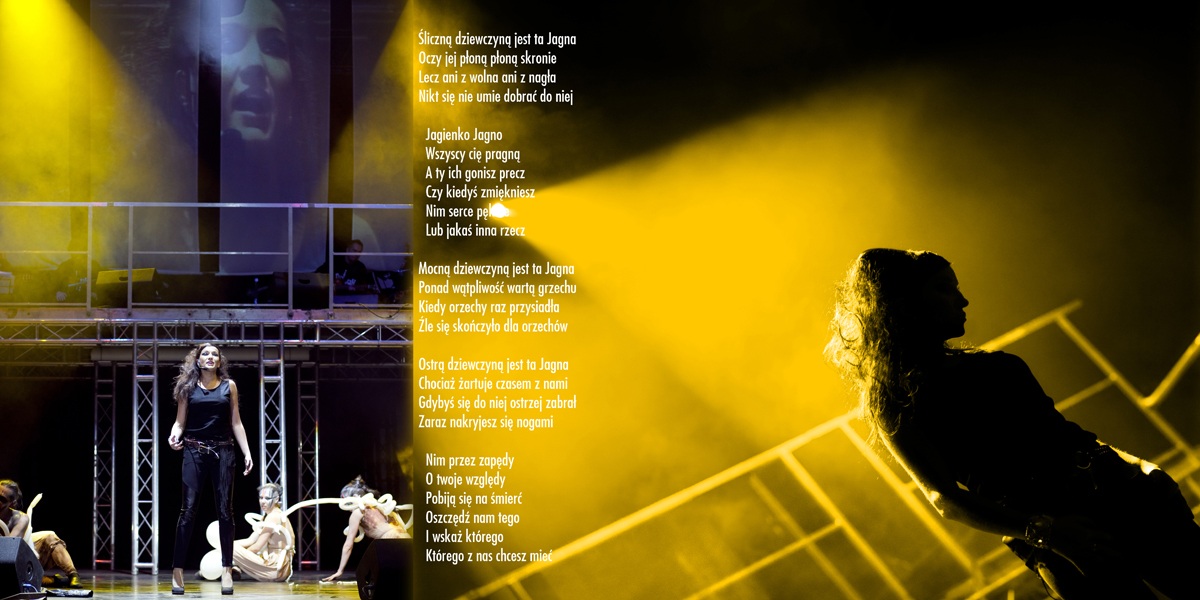 Śliczną dziewczyną jest ta Jagna
Oczy jej płoną płoną skronie
Lecz ani z wolna ani z nagła
Nikt się nie umie dobrać do niej
Jagienko Jagno
Wszyscy cię pragną
A ty ich gonisz precz
Czy kiedyś zmiękniesz
Nim serce
Lub jakaś inna rzecz
Mocną dziewczyną jest ta Jagna
Ponad wątpliwość wartą grzechu
Kiedy orzechy raz przysiadła
Źle się skończyło dla orzechów
Ostrą dziewczyną jest ta Jagna
Chociaż żartuje czasem z nami
Gdybyś się do niej ostrzej zabrał
Zaraz nakryjesz się nogami
Nim przez zapędy
O twoje względy
Pobiją się na śmierć
Oszczędź nam tego
I wskaż którego
Którego z nas chcesz mieć